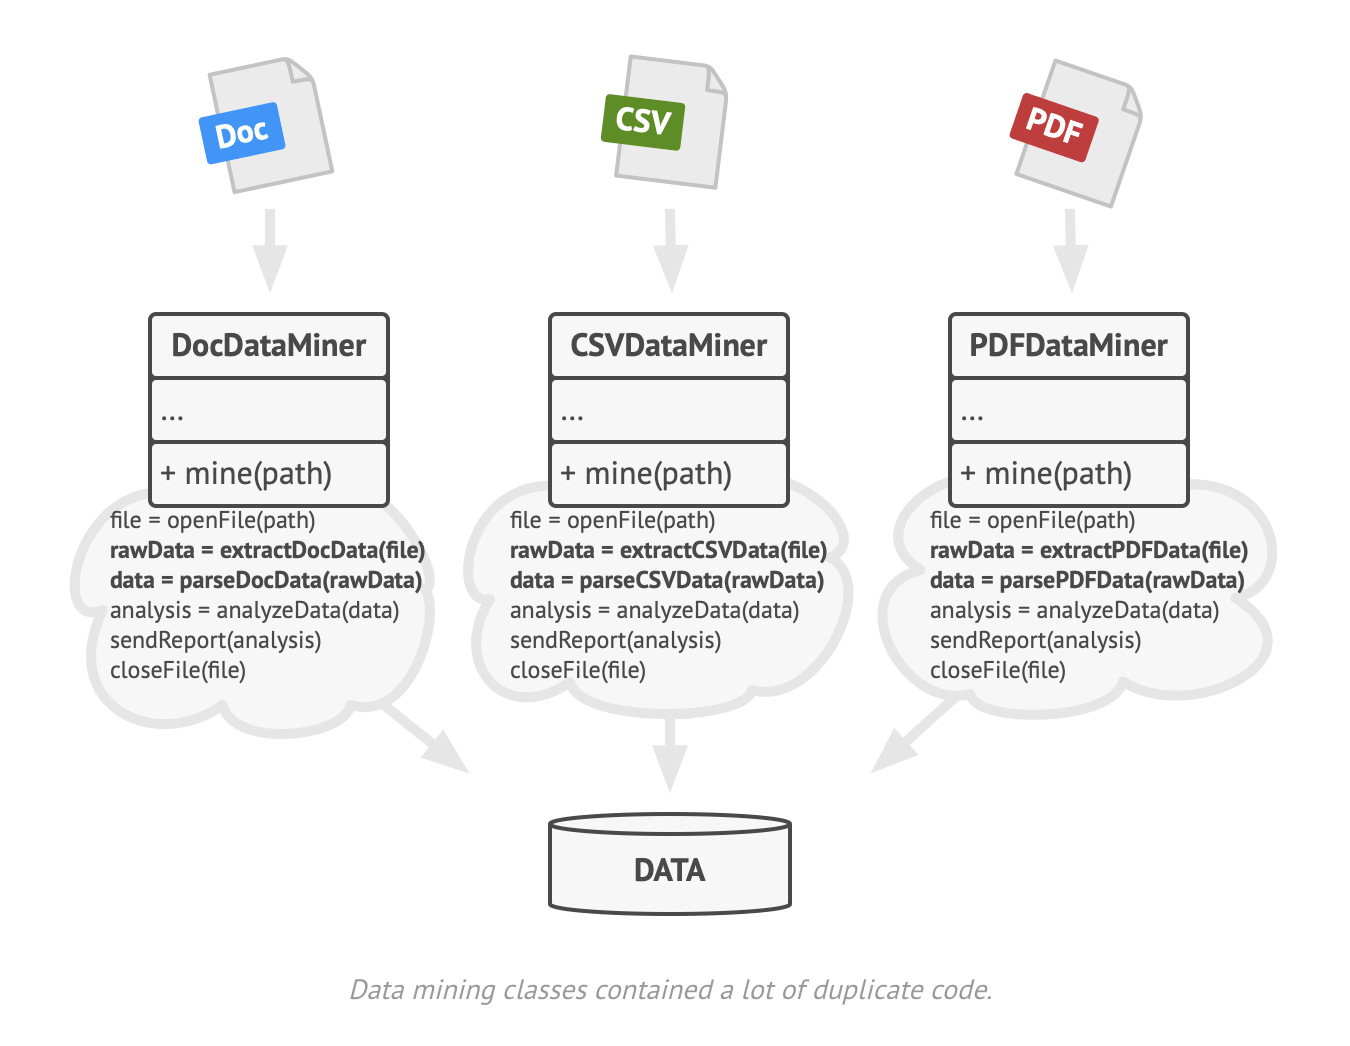 Doc
CSV
PDF
DocDataMiner
...
+ mine(path)
file = openFile(path)
rawData = extractDocData(file)
data = parseDocData(rawData)
analysis = analyzeData(data)
sendReport(analysis)
closeFile(file)
CSVDataMiner
...
+ mine(path)
file = openFile(path)
rawData = extractCSVData(file)
data = parseCSVData(rawData)
analysis = analyzeData(data)
sendReport(analysis)
closeFile(file)
PDFDataMiner
...
+ mine(path)
file = openFile(path)
rawData = extractPDFData(file)
data = parsePDFData(rawData)
analysis = analyzeData(data)
sendReport(analysis)
closeFile(file)
DATA
Data mining classes contained a lot of duplicate code.